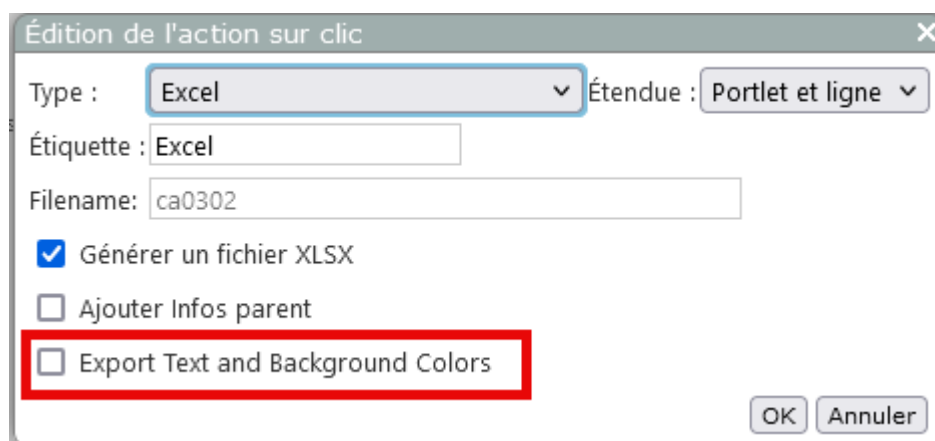 Édition de l'action sur clic
Type : Excel Étendue : Portlet et ligne
Étiquette : Excel
Filename: ca0302
Générer un fichier XLSX
Ajouter Infos parent
Export Text and Background Colors
OK Annuler